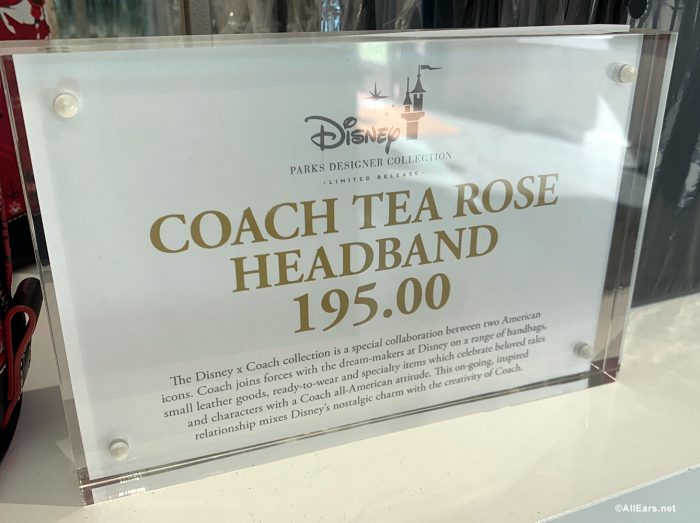 Disney
PARKS DESIGNER COLLECTION
· LIMITED RELEASE ·
COACH TEA ROSE
HEADBAND
195.00
The Disney x Coach collection is a special collaboration between two American
icons. Coach joins forces with the dream-makers at Disney on a range of handbags,
small leather goods, ready-to-wear and specialty items which celebrate beloved tales
and characters with a Coach all-American attitude. This on-going, inspired
relationship mixes Disney's nostalgic charm with the creativity of Coach.
©AllEars.net